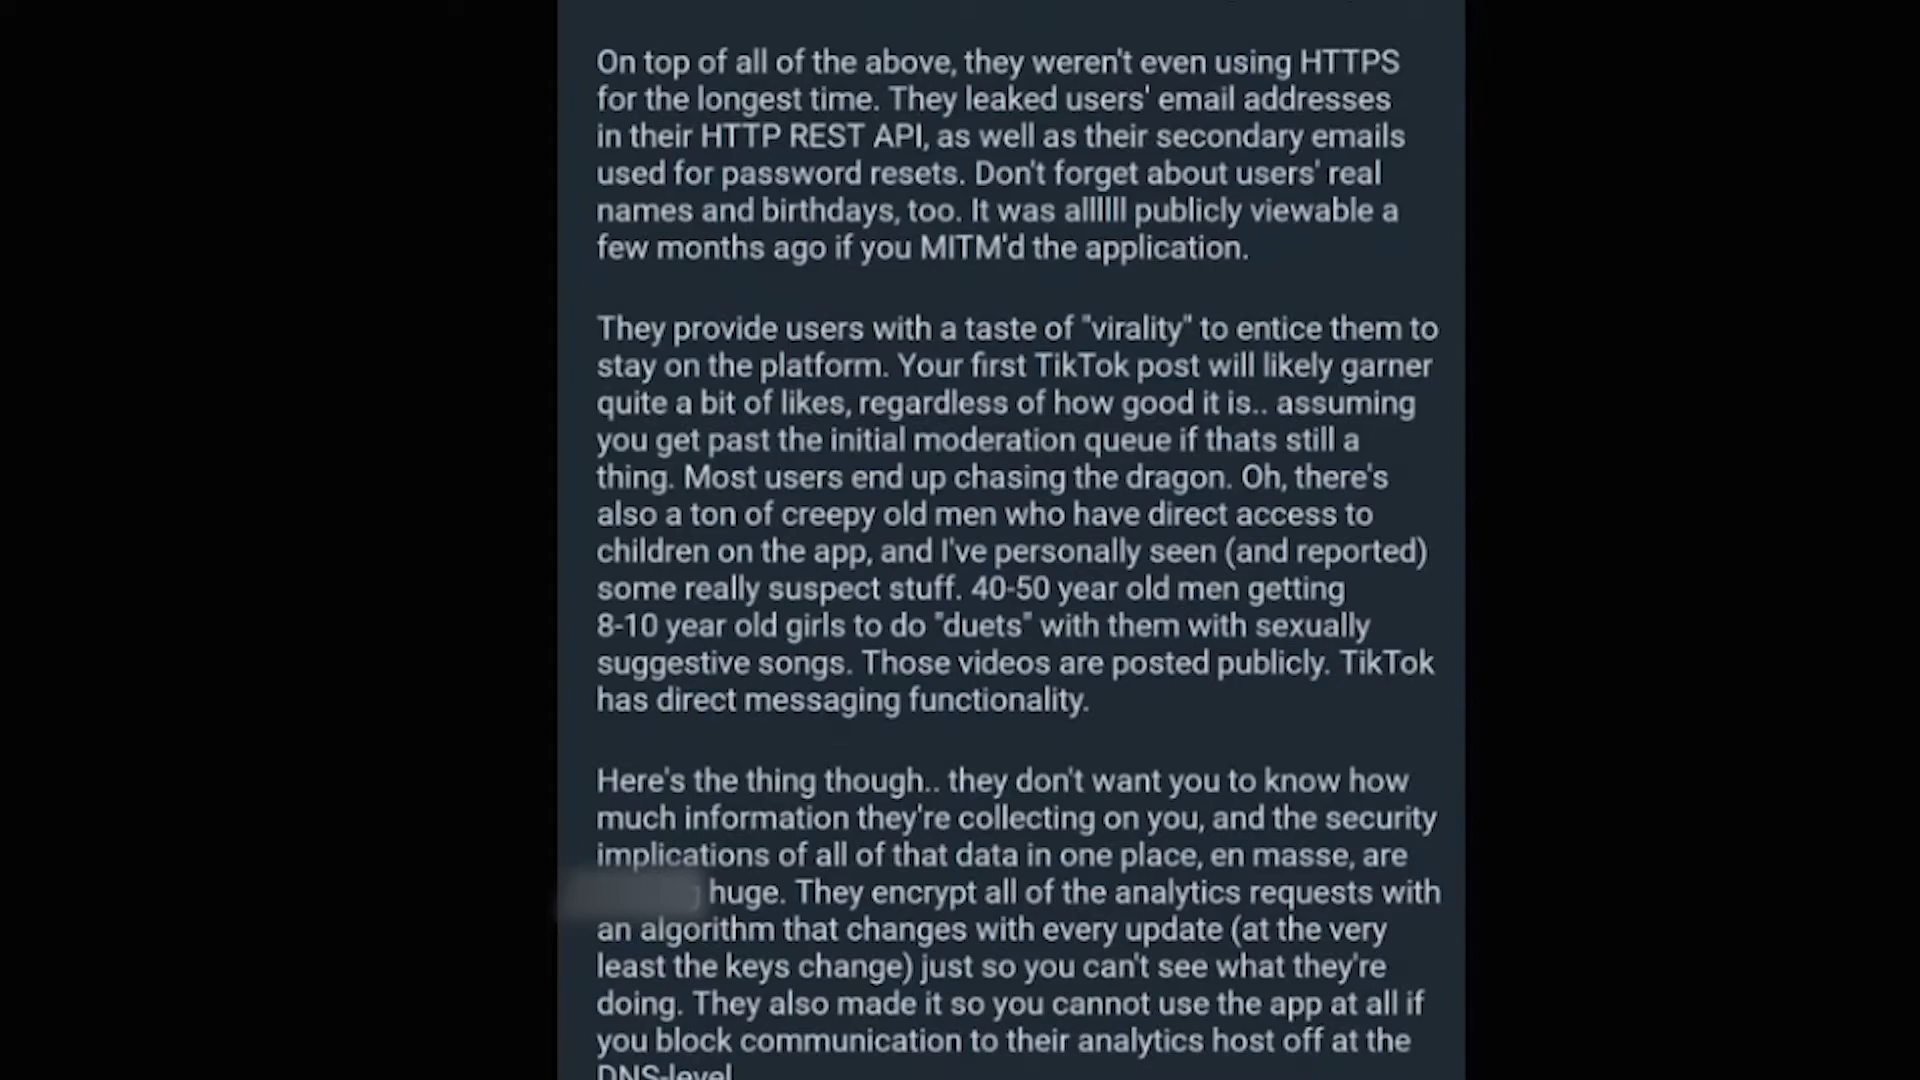 On top of all of the above, they weren't even using HTTPS
for the longest time. They leaked users' email addresses
in their HTTP REST API, as well as their secondary emails
used for password resets. Don't forget about users' real
names and birthdays, too. It was allllll publicly viewable a
few months ago if you MITM'd the application.
They provide users with a taste of "virality" to entice them to
stay on the platform. Your first TikTok post will likely garner
quite a bit of likes, regardless of how good it is.. assuming
you get past the initial moderation queue if thats still a
thing. Most users end up chasing the dragon. Oh, there's
also a ton of creepy old men who have direct access to
children on the app, and I've personally seen (and reported)
some really suspect stuff. 40-50 year old men getting
8-10 year old girls to do "duets" with them with sexually
suggestive songs. Those videos are posted publicly. TikTok
has direct messaging functionality.
Here's the thing though.. they don't want you to know how
much information they're collecting on you, and the security
implications of all of that data in one place, en masse, are
huge. They encrypt all of the analytics requests with
an algorithm that changes with every update (at the very
least the keys change) just so you can't see what they're
doing. They also made it so you cannot use the app at all if
you block communication to their analytics host off at the
DNS-level